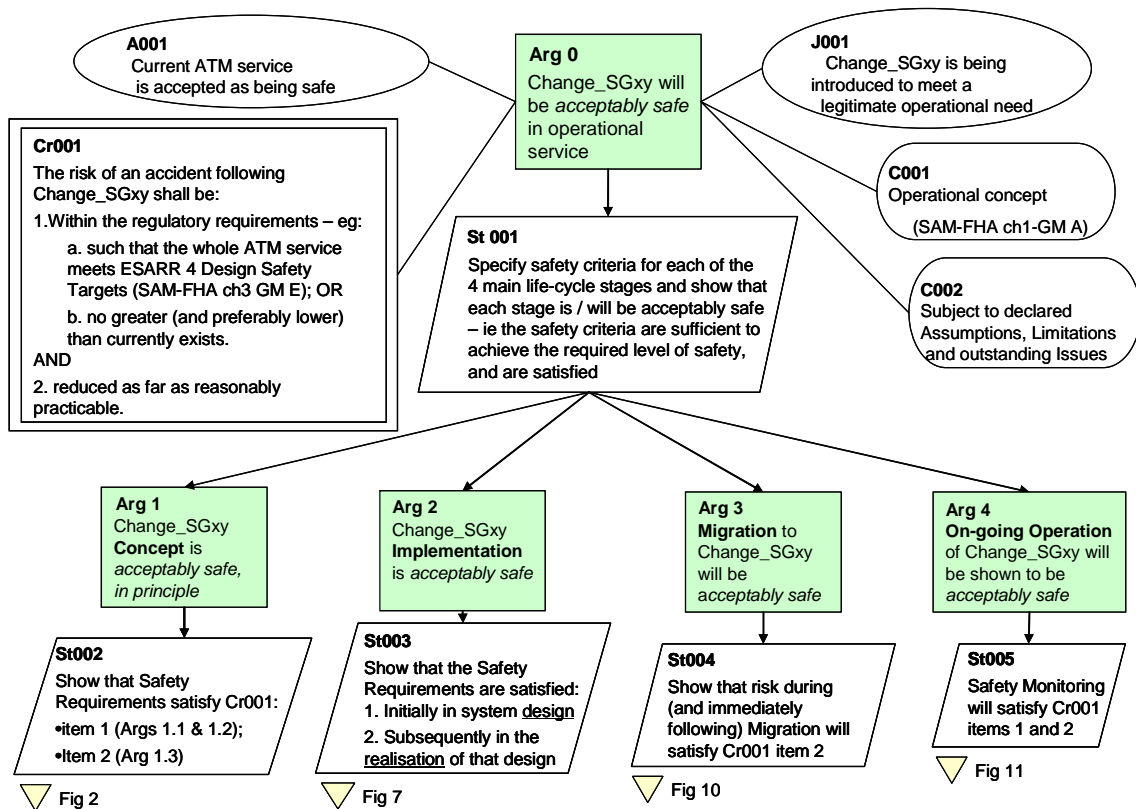 A001
Current ATM service
is accepted as being safe
Arg 0
Change_SGxy will
be acceptably safe
in operational
service
J001
Change_SGxy is being
introduced to meet a
legitimate operational need
Cr001
The risk of an accident following
Change_SGxy shall be:
1.Within the regulatory requirements – eg:
a. such that the whole ATM service
meets ESARR 4 Design Safety
Targets (SAM-FHA ch3 GM E); OR
b. no greater (and preferably lower)
than currently exists.
AND
2. reduced as far as reasonably
practicable.
C001
Operational concept
(SAM-FHA ch1-GM A)
St 001
Specify safety criteria for each of the
4 main life-cycle stages and show that
each stage is / will be acceptably safe
– ie the safety criteria are sufficient to
achieve the required level of safety,
and are satisfied
C002
Subject to declared
Assumptions, Limitations
and outstanding Issues
Arg 1
Change_SGxy
Concept is
acceptably safe,
in principle
Arg 2
Change_SGxy
Implementation
is acceptably safe
Arg 3
Migration to
Change_SGxy
will be
acceptably safe
Arg 4
On-going Operation
of Change_SGxy will
be shown to be
acceptably safe
St002
Show that Safety
Requirements satisfy Cr001:
•item 1 (Args 1.1 & 1.2);
•Item 2 (Arg 1.3)
St003
Show that the Safety
Requirements are satisfied:
1. Initially in system design
2. Subsequently in the
realisation of that design
St004
Show that risk during
(and immediately
following) Migration will
satisfy Cr001 item 2
St005
Safety Monitoring
will satisfy Cr001
items 1 and 2
Fig 2
Fig 7
Fig 10
Fig 11